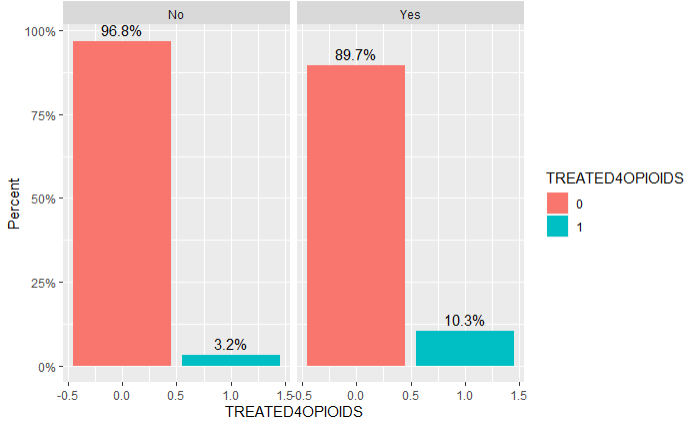 No
Yes
100%
75%
50%
25%
0%
Percent
96.8%
3.2%
89.7%
10.3%
-0.5 0.0 0.5 1.0 1.5
-0.5 0.0 0.5 1.0 1.5
TREATED4OPIOIDS
TREATED4OPIOIDS
0
1